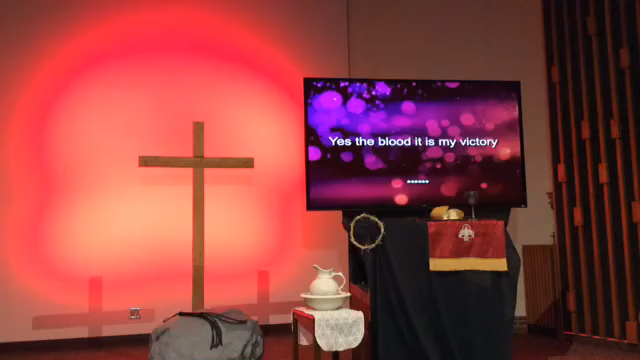 Yes the blood it is my victory
******